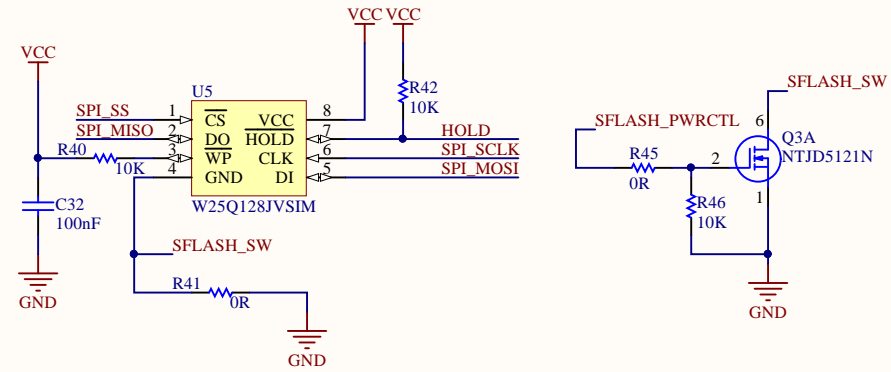 VCC VCC
VCC
SFLASH_SW
U5
R42
10K
SPI_SS 1 CS VCC 8
SPI_MISO 2 DO HOLD 7 HOLD
R40 10K 3 WP CLK 6 SPI_SCLK
4 GND DI 5 SPI_MOSI
W25Q128JVSIM
C32
100nF
SFLASH_SW
R41
0R
GND
GND
SFLASH_PWRCTL
6
Q3A
NTJD5121N
R45
0R
2
R46
10K
1
GND